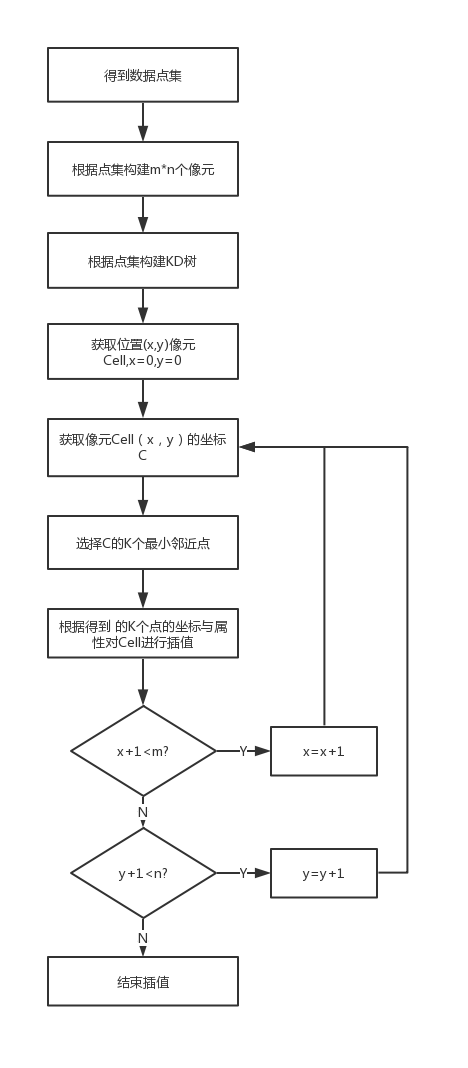 得到数据点集
根据点集构建m*n个像元
根据点集构建KD树
获取位置(x,y)像元
Cell,x=0,y=0
获取像元Cell（x，y）的坐标
C
选择C的K个最小邻近点
根据得到 的K个点的坐标与属
性对Cell进行插值
x+1<m?
Y
x=x+1
N
y+1<n?
Y
y=y+1
N
结束插值